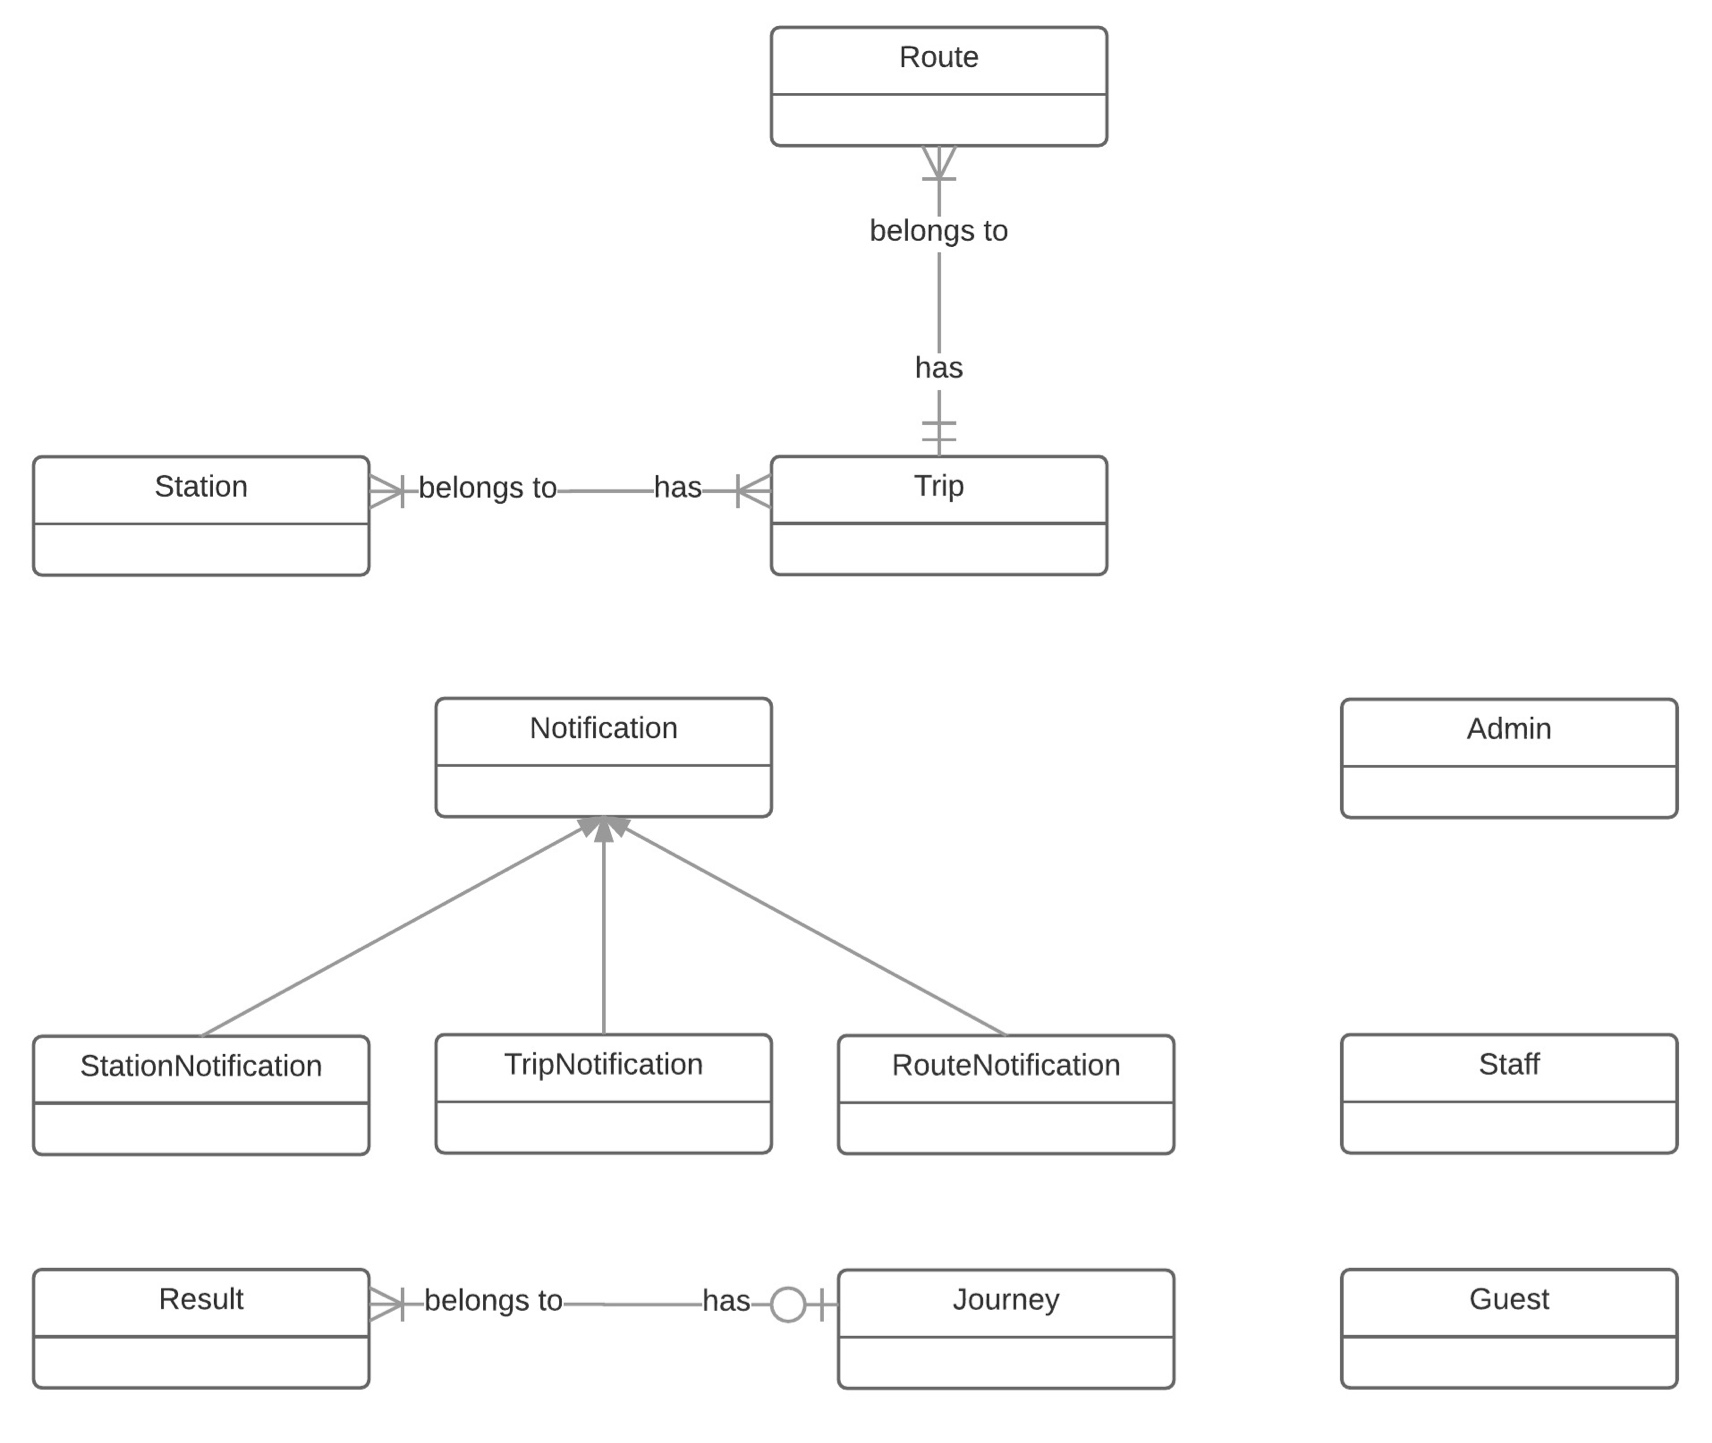 Route
belongs to
has
Station
belongs to
has
Trip
Notification
Admin
StationNotification
TripNotification
RouteNotification
Staff
Result
belongs to
has
Journey
Guest